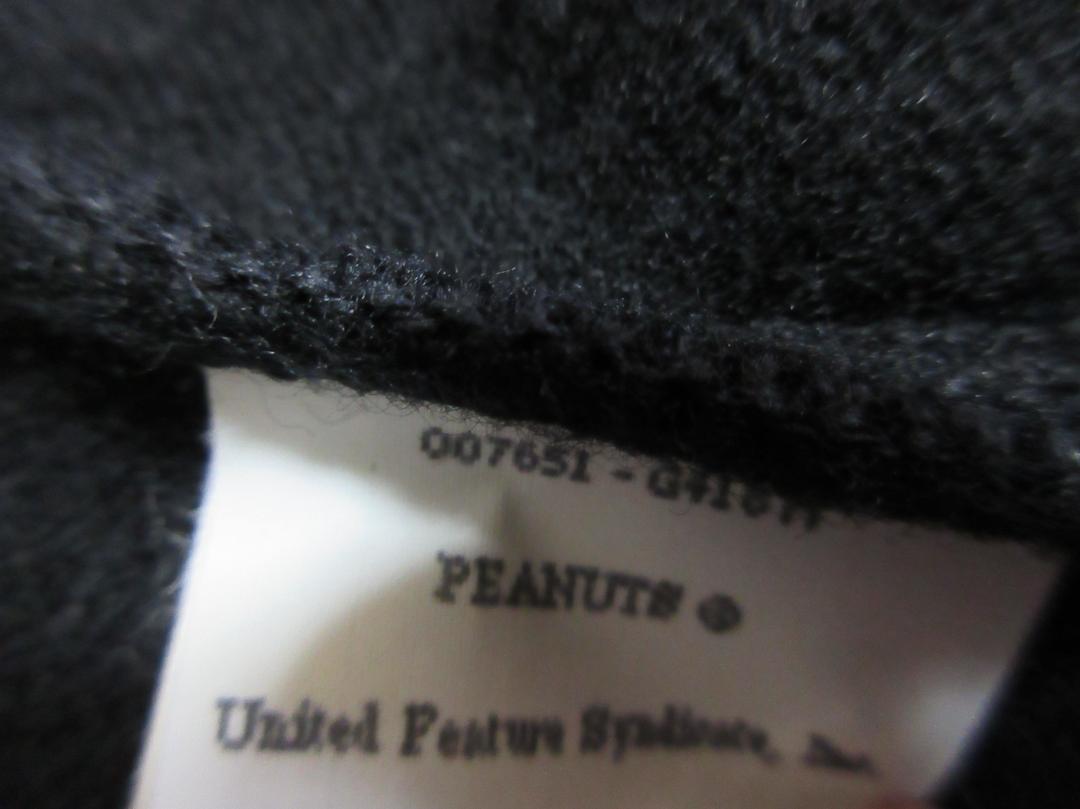 007651 -
PEANUTS ®
United Feature Syndicate, Inc.